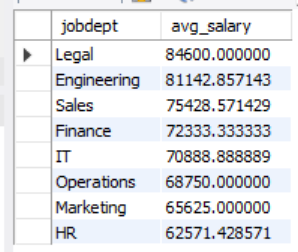 jobdept avg_salary
Legal 84600.000000
Engineering 81142.857143
Sales 75428.571429
Finance 72333.333333
IT 70888.888889
Operations 68750.000000
Marketing 65625.000000
HR 62571.428571